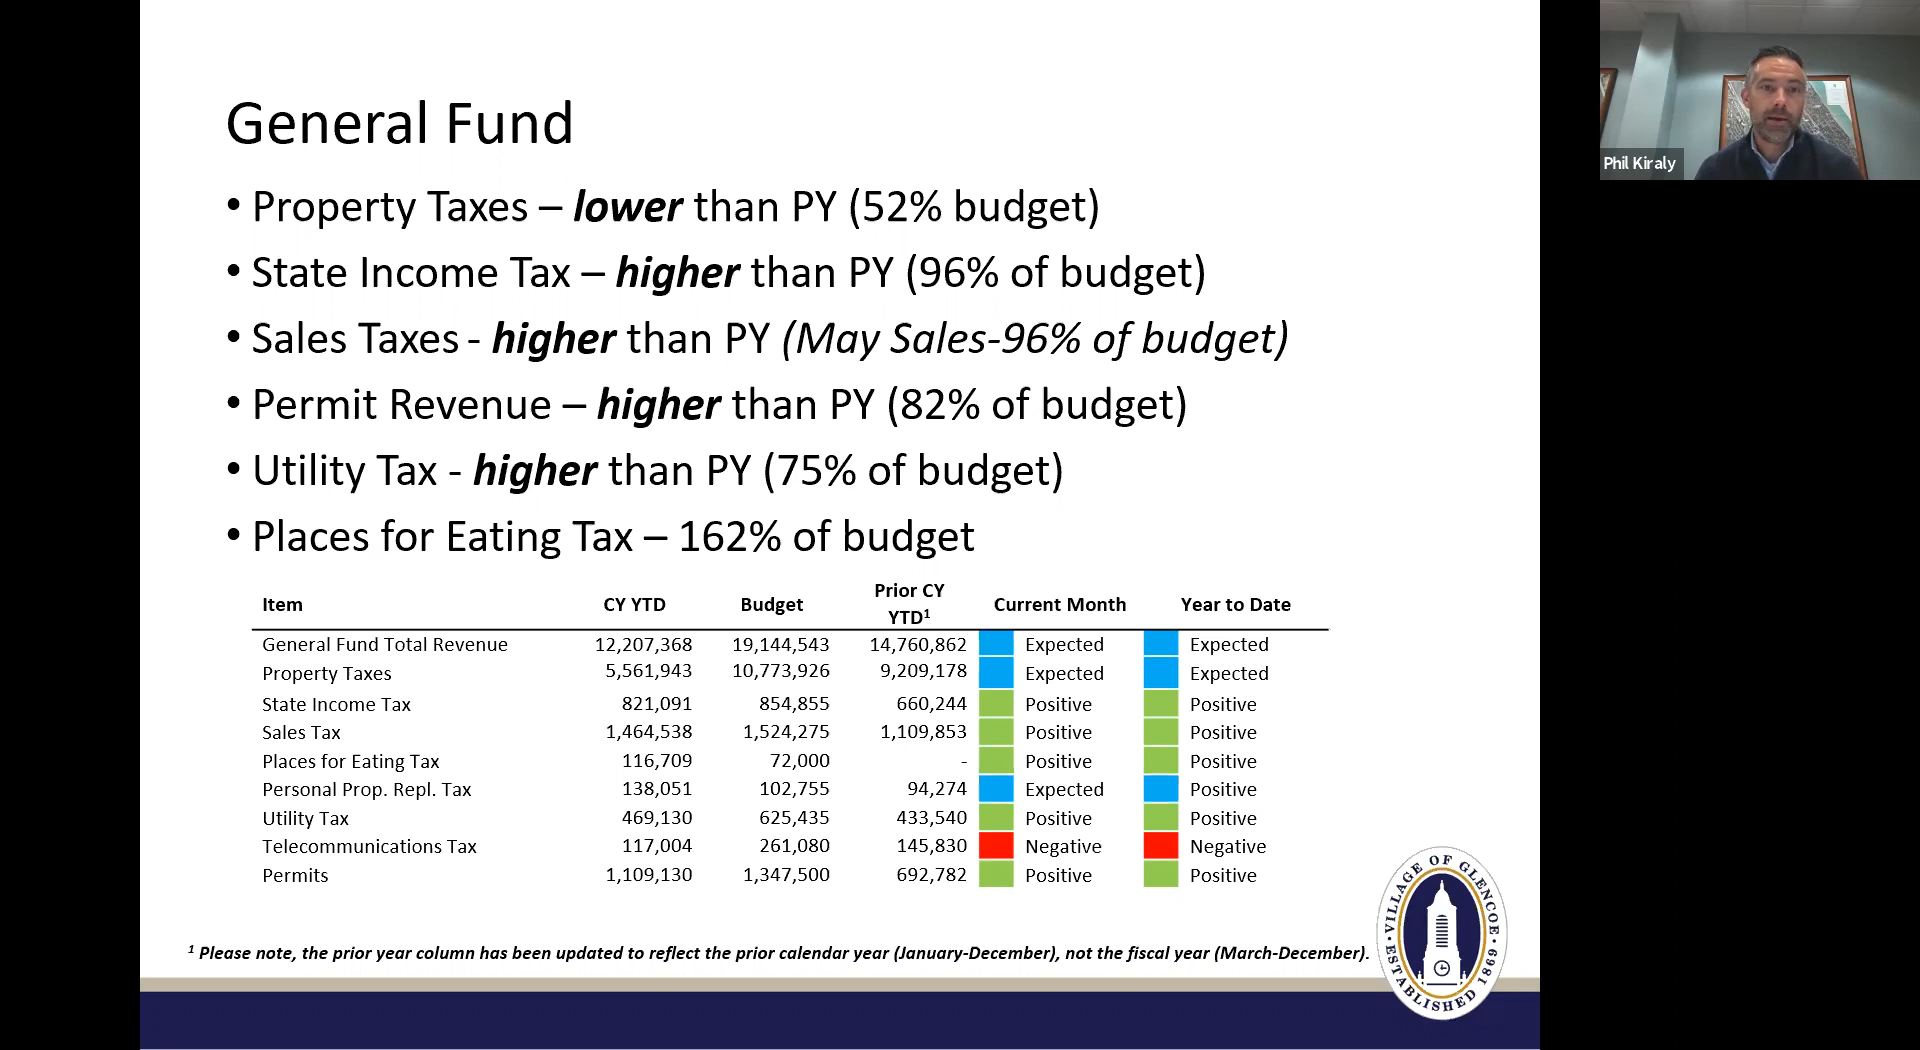 General Fund
• Property Taxes – lower than PY (52% budget)
• State Income Tax – higher than PY (96% of budget)
• Sales Taxes - higher than PY (May Sales-96% of budget)
• Permit Revenue – higher than PY (82% of budget)
• Utility Tax - higher than PY (75% of budget)
• Places for Eating Tax – 162% of budget
Item CY YTD Budget Prior CY YTD¹ Current Month Year to Date
General Fund Total Revenue 12,207,368 19,144,543 14,760,862 Expected Expected
Property Taxes 5,561,943 10,773,926 9,209,178 Expected Expected
State Income Tax 821,091 854,855 660,244 Positive Positive
Sales Tax 1,464,538 1,524,275 1,109,853 Positive Positive
Places for Eating Tax 116,709 72,000 - Positive Positive
Personal Prop. Repl. Tax 138,051 102,755 94,274 Expected Positive
Utility Tax 469,130 625,435 433,540 Positive Positive
Telecommunications Tax 117,004 261,080 145,830 Negative Negative
Permits 1,109,130 1,347,500 692,782 Positive Positive
¹ Please note, the prior year column has been updated to reflect the prior calendar year (January-December), not the fiscal year (March-December).
VILLAGE OF GLENCOE
• ESTABLISHED 1869 •
Phil Kiraly